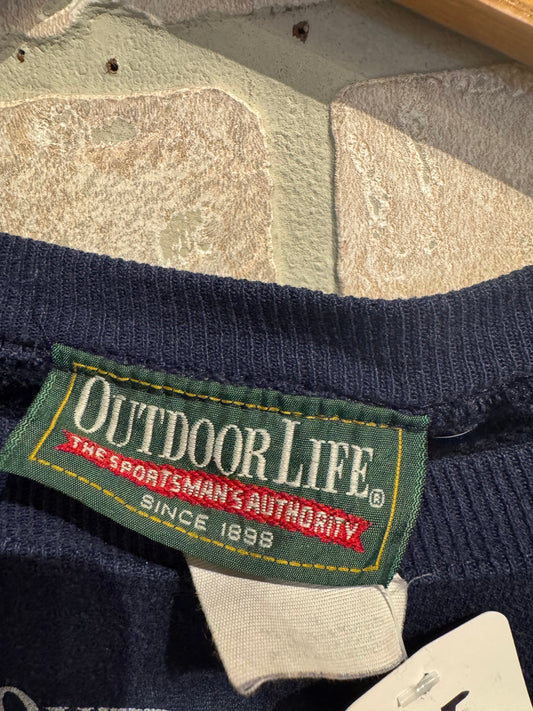 OUTDOOR LIFE®
THE SPORTSMAN'S AUTHORITY
SINCE 1898